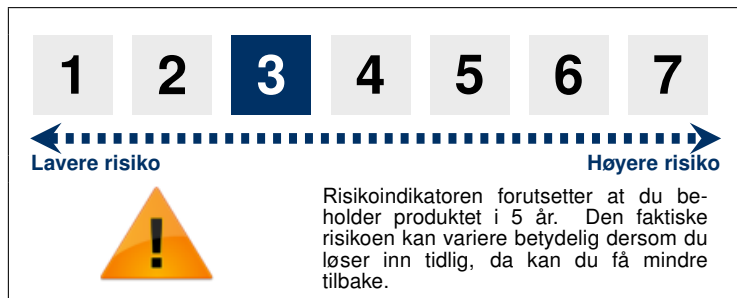 1 2 3 4 5 6 7
Lavere risiko Høyere risiko
!
Risikoindikatoren forutsetter at du be-
holder produktet i 5 år. Den faktiske
risikoen kan variere betydelig dersom du
løser inn tidlig, da kan du få mindre
tilbake.